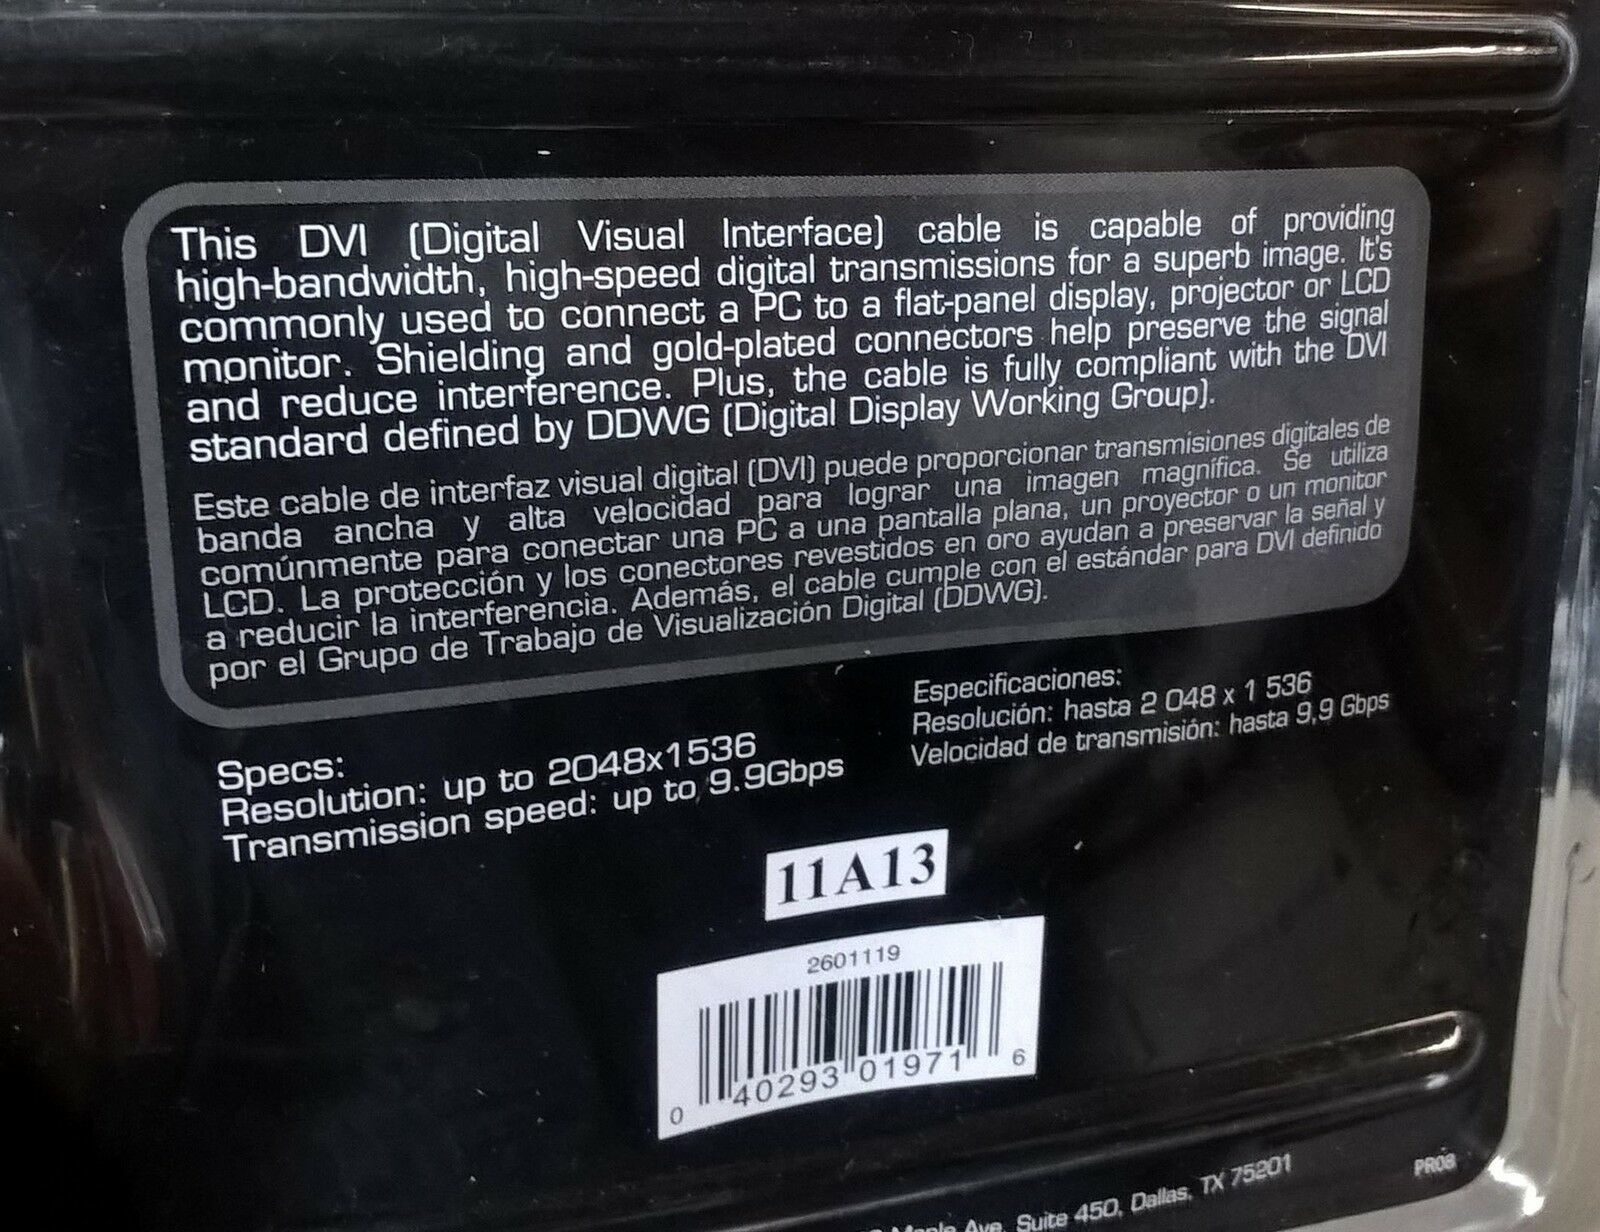 This DVI (Digital Visual Interface) cable is capable of providing
high-bandwidth, high-speed digital transmissions for a superb image. It's
commonly used to connect a PC to a flat-panel display, projector or LCD
monitor. Shielding and gold-plated connectors help preserve the signal
and reduce interference. Plus, the cable is fully compliant with the DVI
standard defined by DDWG (Digital Display Working Group).
Este cable de interfaz visual digital (DVI) puede proporcionar transmisiones digitales de
banda ancha y alta velocidad para lograr una imagen magnífica. Se utiliza
comúnmente para conectar una PC a una pantalla plana, un proyector o un monitor
LCD. La protección y los conectores revestidos en oro ayudan a preservar la señal y
a reducir la interferencia. Además, el cable cumple con el estándar para DVI definido
por el Grupo de Trabajo de Visualización Digital (DDWG).
Specs:
Resolution: up to 2048x1536
Transmission speed: up to 9.9Gbps
Especificaciones:
Resolución: hasta 2 048 x 1 536
Velocidad de transmisión: hasta 9,9 Gbps
11A13
2601119
0 40293 01971 6
Maple Ave, Suite 450, Dallas, TX 75201
PR08